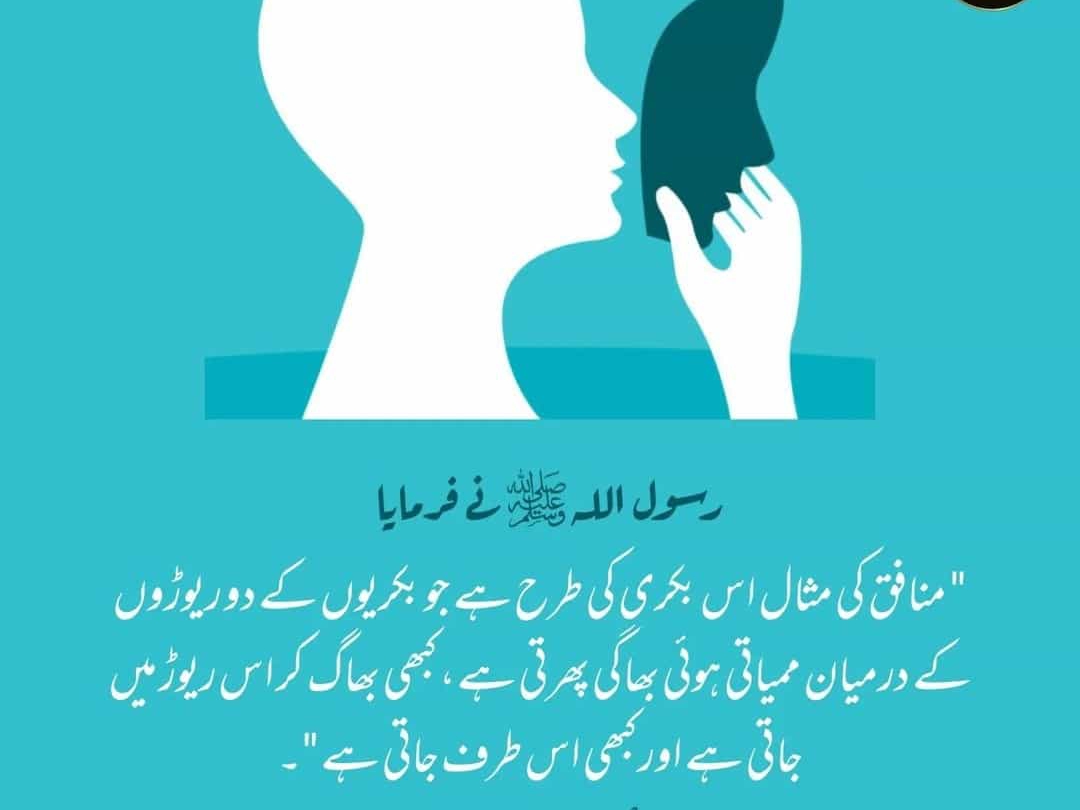 رسول اللہ ﷺ نے فرمایا
"منافق کی مثال اس بکری کی طرح ہے جو بکریوں کے دو ریوڑوں
کے درمیان ممیاتی ہوئی بھاگی پھرتی ہے ، کبھی بھاگ کر اس ریوڑ میں
جاتی ہے اور کبھی اس طرف جاتی ہے "۔